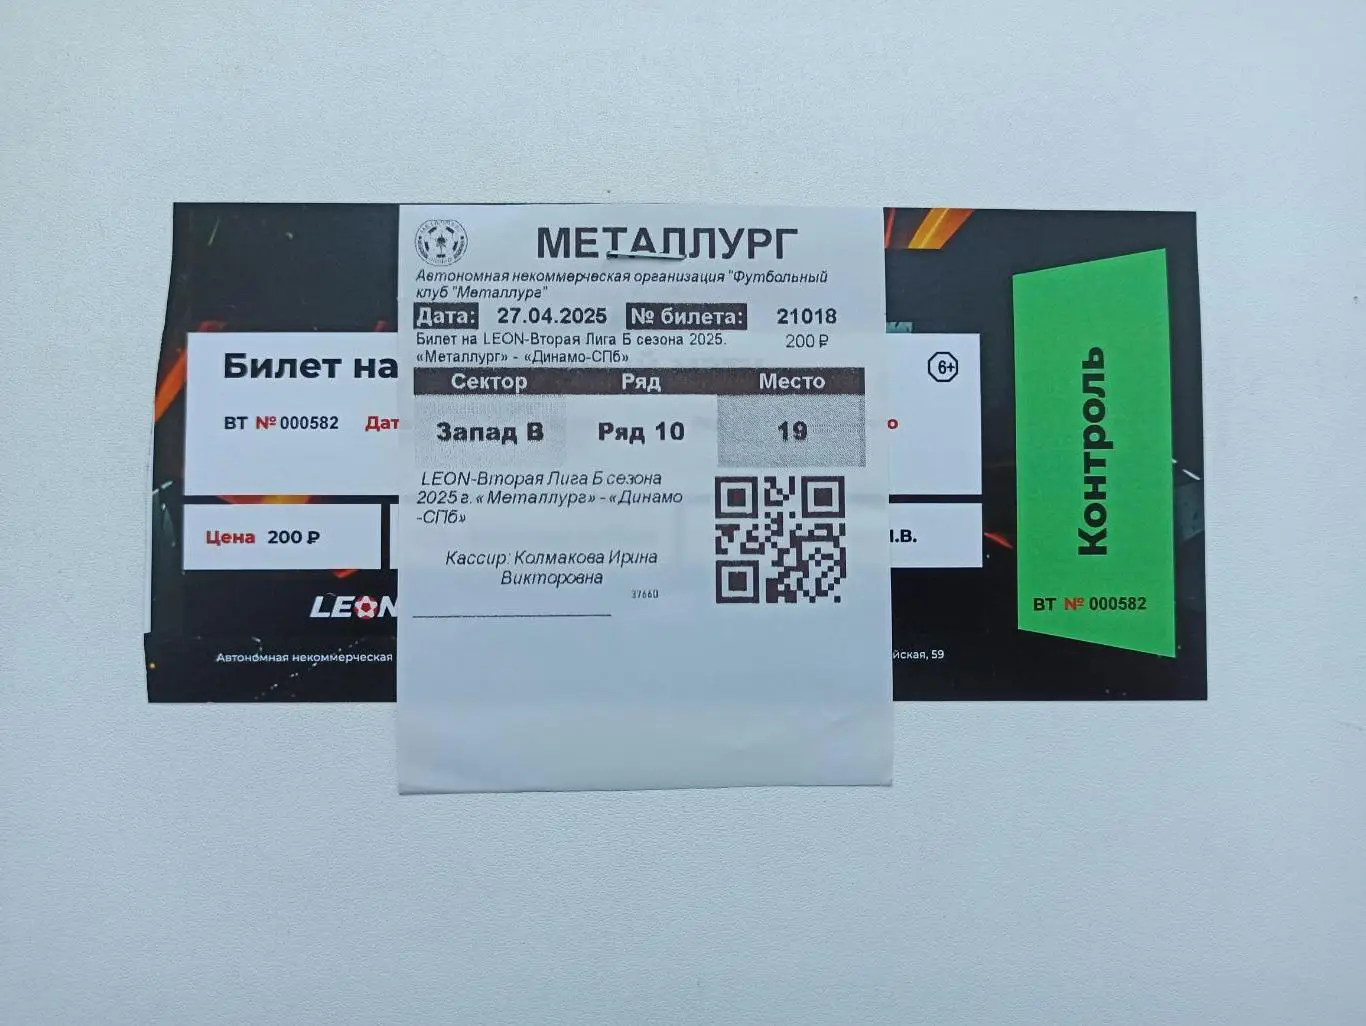 МЕТАЛЛУРГ
Автономная некоммерческая организация "Футбольный
клуб "Металлург"
Дата: 27.04.2025 № билета: 21018
Билет на LEON-Вторая Лига Б сезона 2025. 200 ₽
«Металлург» - «Динамо-СПб»
Сектор Ряд Место
Запад В Ряд 10 19
LEON-Вторая Лига Б сезона
2025 г. «Металлург» - «Динамо
-СПб»
Кассир: Колмакова Ирина
Викторовна
37660
Билет на
6+
ВТ № 000582 Дат
о
Цена 200 ₽
.В.
LEON
Автономная некоммерческая
йская, 59
Контроль
ВТ № 000582